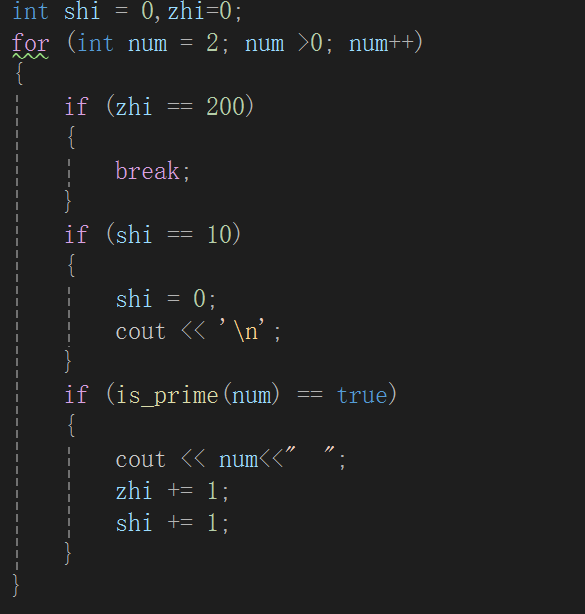 int shi = 0,zhi=0;
for (int num = 2; num >0; num++)
{
if (zhi == 200)
{
break;
}
if (shi == 10)
{
shi = 0;
cout << '\n';
}
if (is_prime(num) == true)
{
cout << num<<"  ";
zhi += 1;
shi += 1;
}
}